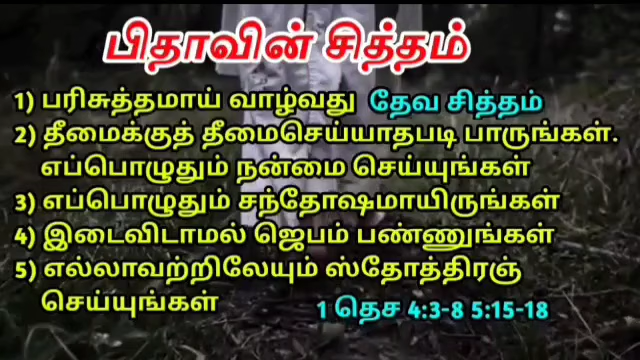 பிதாவின் சித்தம்
1) பரிசுத்தமாய் வாழ்வது தேவ சித்தம்
2) தீமைக்குத் தீமைசெய்யாதபடி பாருங்கள்.
எப்பொழுதும் நன்மை செய்யுங்கள்
3) எப்பொழுதும் சந்தோஷமாயிருங்கள்
4) இடைவிடாமல் ஜெபம் பண்ணுங்கள்
5) எல்லாவற்றிலேயும் ஸ்தோத்திரஞ்
செய்யுங்கள் 1 தெச 4:3-8 5:15-18